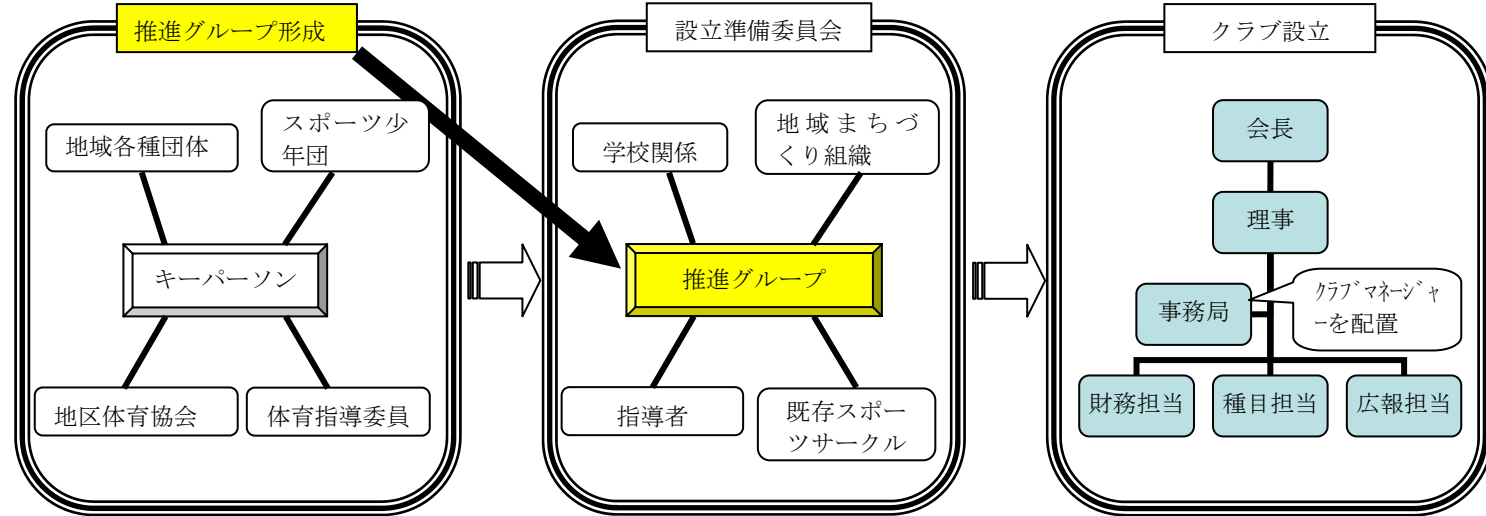 推進グループ形成
地域各種団体
スポーツ少
年団
キーパーソン
地区体育協会
体育指導委員
設立準備委員会
学校関係
地域まちづ
くり組織
推進グループ
指導者
既存スポー
ツサークル
クラブ設立
会長
理事
事務局
ｸﾗﾌﾞﾏﾈｰｼﾞｬ
ｰを配置
財務担当
種目担当
広報担当